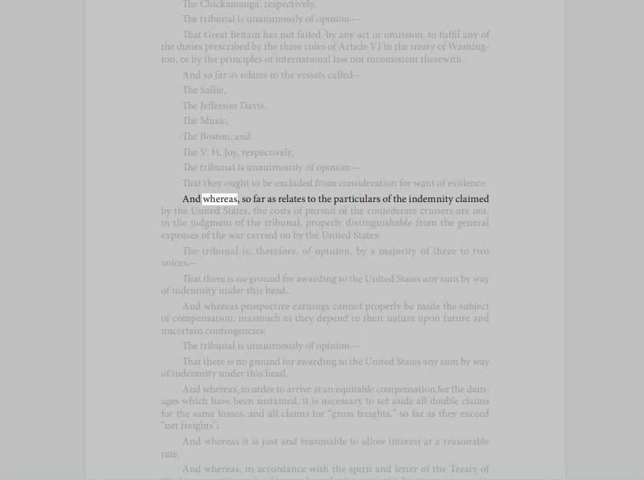 The Chickamauga, respectively,
The tribunal is unanimously of opinion—
That Great Britain has not failed, by any act or omission, to fulfil any of
the duties prescribed by the three rules of Article VI in the treaty of Washing-
ton, or by the principles of international law not inconsistent therewith.
And so far as relates to the vessels called—
The Sallie,
The Jefferson Davis,
The Music,
The Boston, and
The V. H. Joy, respectively,
The tribunal is unanimously of opinion—
That they ought to be excluded from consideration for want of evidence.
And whereas, so far as relates to the particulars of the indemnity claimed
by the United States, the costs of pursuit of the confederate cruisers are not,
in the judgment of the tribunal, properly distinguishable from the general
expenses of the war carried on by the United States:
The tribunal is, therefore, of opinion, by a majority of three to two
voices—
That there is no ground for awarding to the United States any sum by way
of indemnity under this head.
And whereas prospective earnings cannot properly be made the subject
of compensation, inasmuch as they depend in their nature upon future and
uncertain contingencies:
The tribunal is unanimously of opinion—
That there is no ground for awarding to the United States any sum by way
of indemnity under this head.
And whereas, in order to arrive at an equitable compensation for the dam-
ages which have been sustained, it is necessary to set aside all double claims
for the same losses, and all claims for "gross freights," so far as they exceed
"net freights";
And whereas it is just and reasonable to allow interest at a reasonable
rate;
And whereas, in accordance with the spirit and letter of the Treaty of